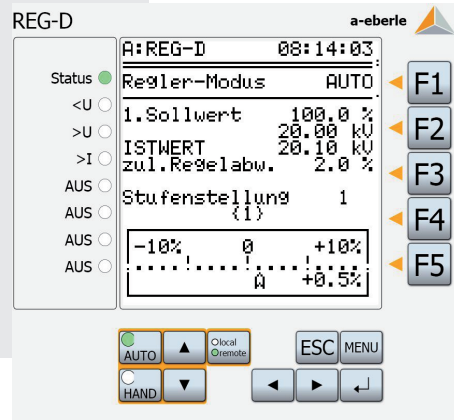 REG-D
a-eberle
A:REG-D 08:14:03
Status
Regler-Modus AUTO
F1
<U
1.Sollwert 100.0 %
>U
20.00 kV
F2
ISTWERT 20.10 kV
>I
zul.Regelabw. 2.0 %
F3
AUS
Stufenstellung 1
AUS
{1}
F4
AUS
-10% 0 +10%
AUS
F5
+0.5%
AUTO
▲
local
remote
ESC
MENU
HAND
▼
◄
►
↵